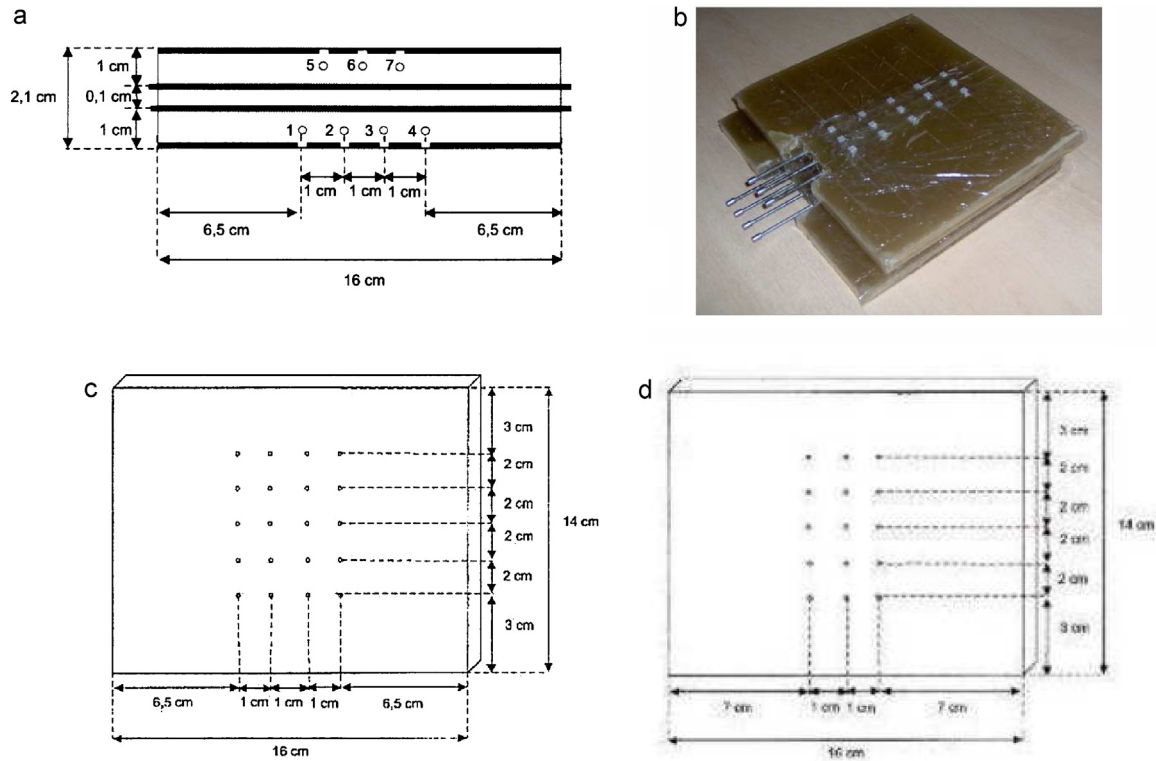 a
1 cm
0,1 cm
1 cm
2,1 cm
5 6 7
1 2 3 4
1 cm 1 cm 1 cm
6,5 cm 6,5 cm
16 cm
b
c
3 cm
2 cm
2 cm
2 cm
2 cm
3 cm
14 cm
6,5 cm 1 cm 1 cm 1 cm 6,5 cm
16 cm
d
3 cm
2 cm
2 cm
2 cm
2 cm
3 cm
14 cm
7 cm 1 cm 1 cm 7 cm
16 cm